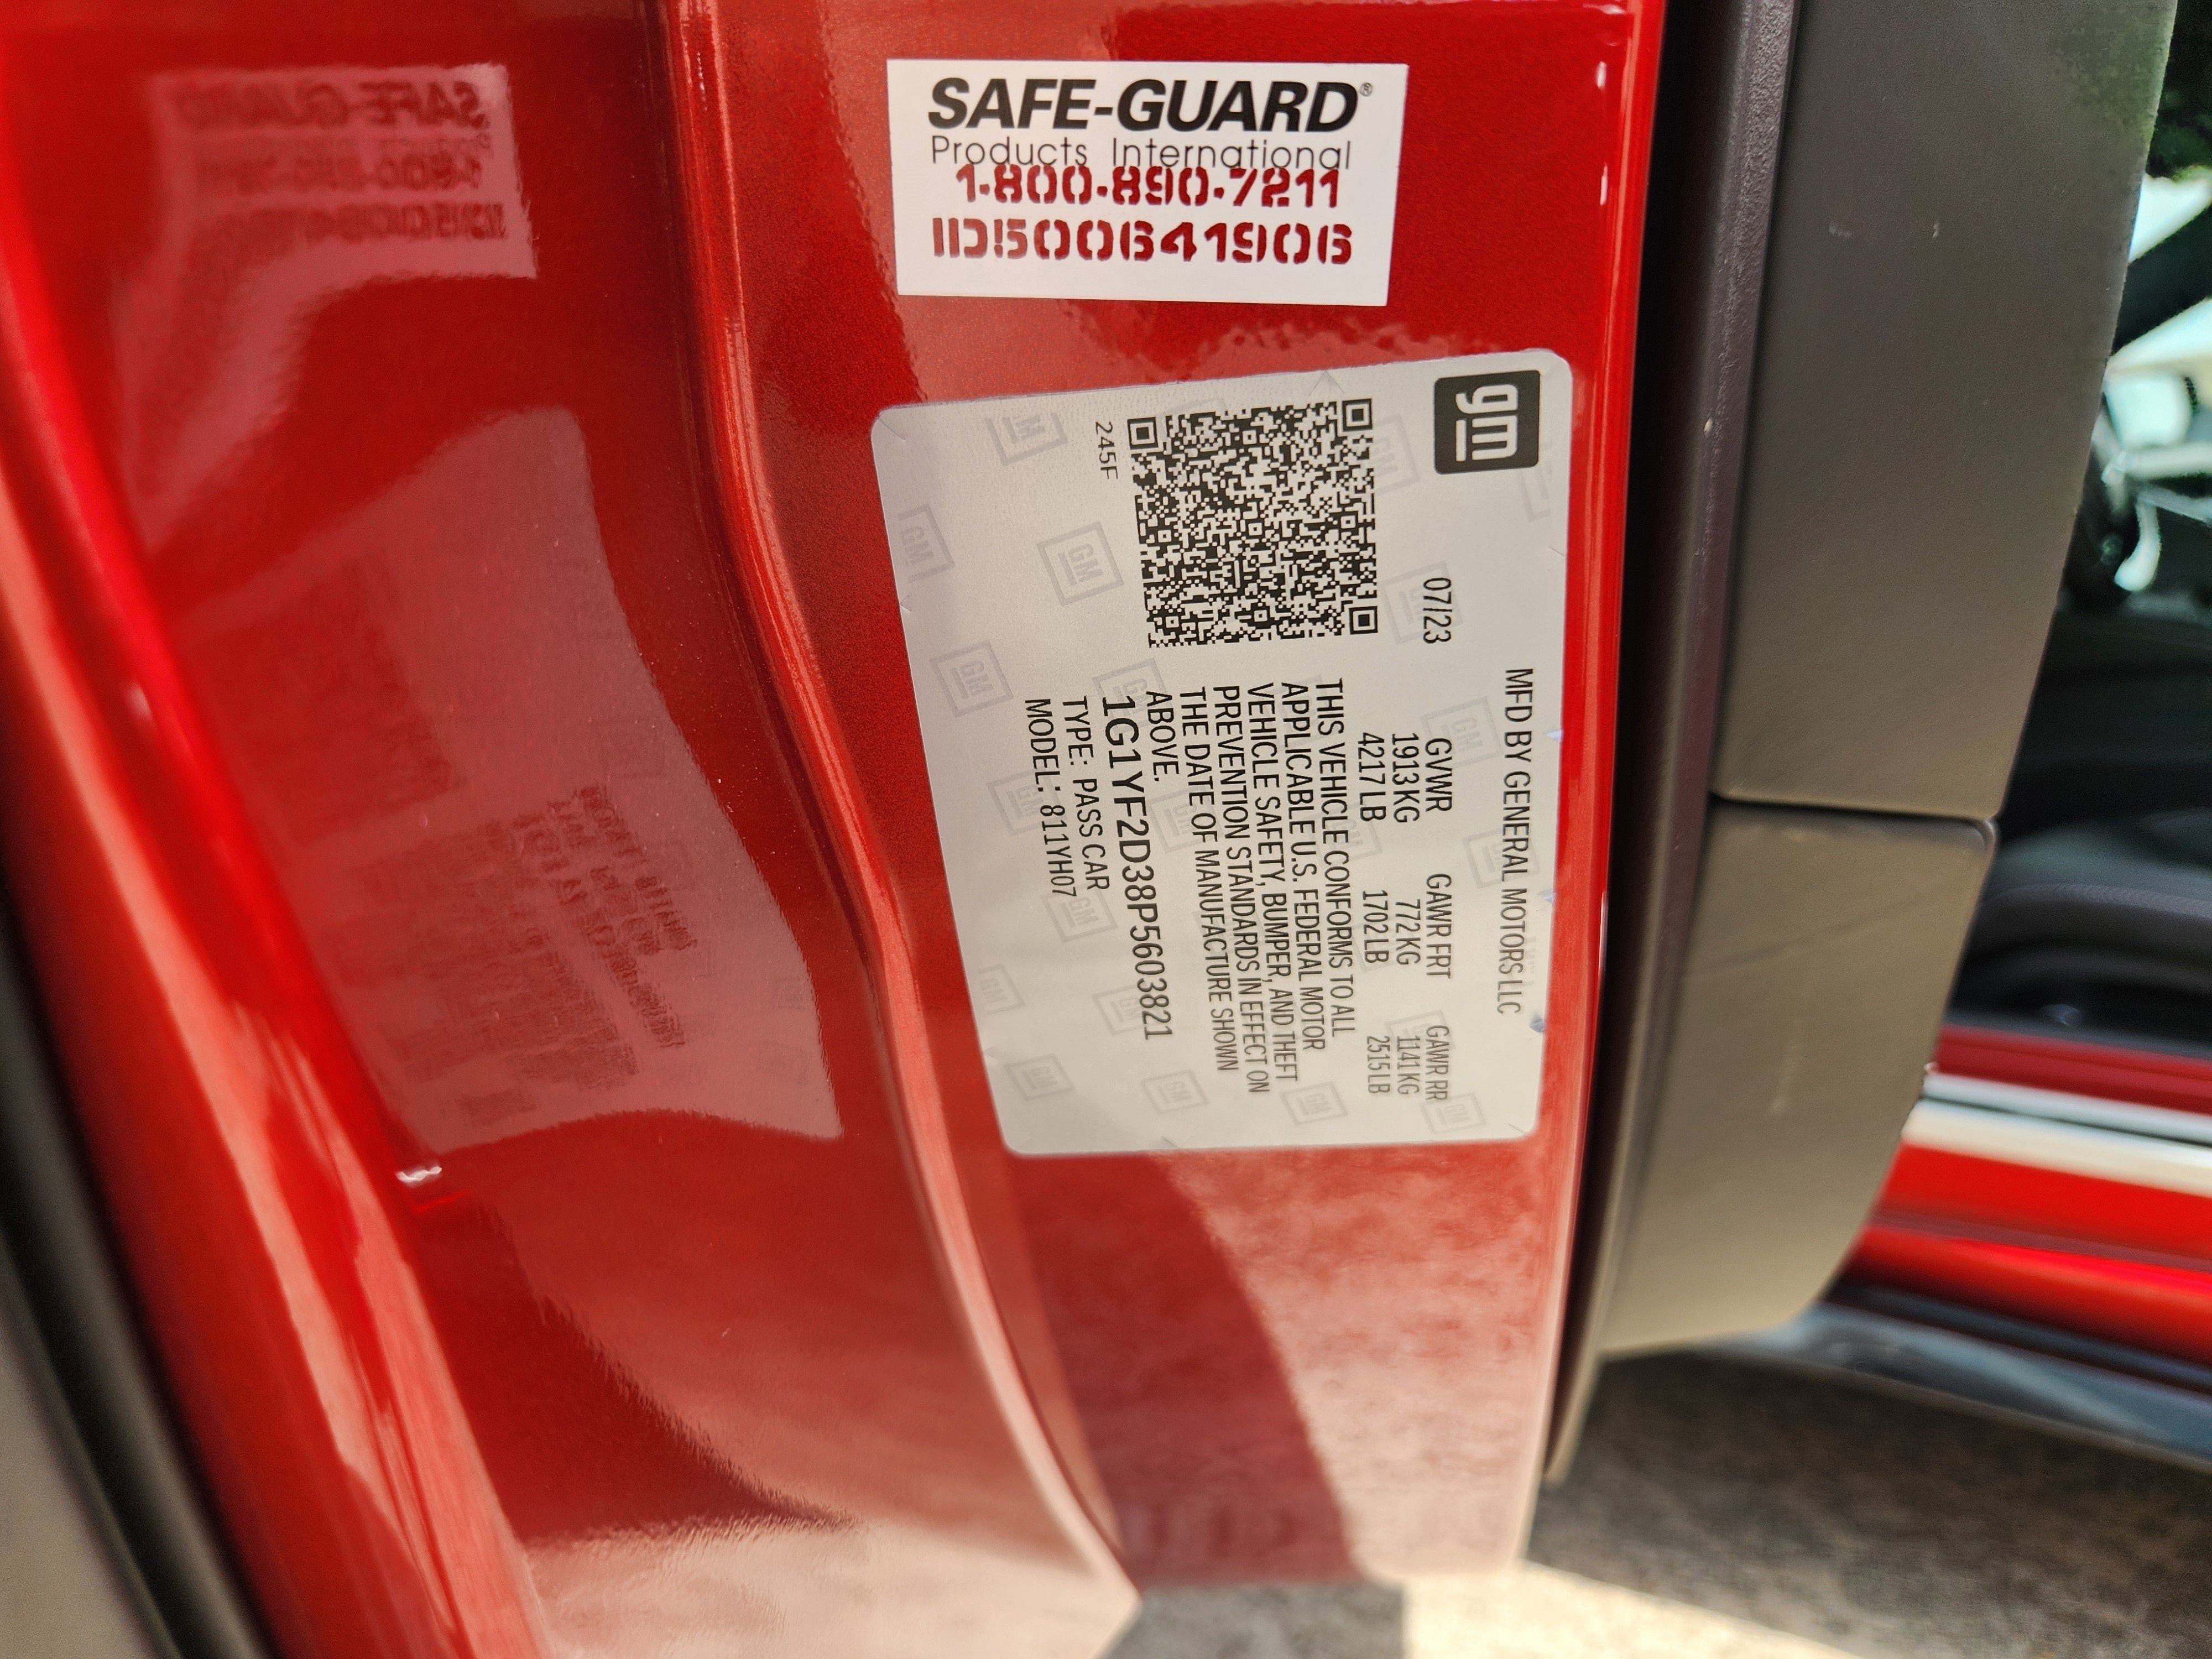 SAFE-GUARD®
Products International
1-800-890-7211
ID500641906
gm
MFD BY GENERAL MOTORS LLC
07/23
GVWR GAWR FRT GAWR RR
1913KG 772KG 1141KG
4217LB 1702LB 2515LB
THIS VEHICLE CONFORMS TO ALL
APPLICABLE U.S. FEDERAL MOTOR
VEHICLE SAFETY, BUMPER, AND THEFT
PREVENTION STANDARDS IN EFFECT ON
THE DATE OF MANUFACTURE SHOWN
ABOVE.
1G1YF2D38P5603821
TYPE: PASS CAR
MODEL: 811YH07
245F